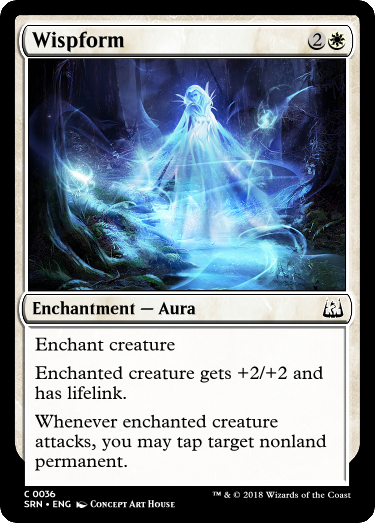 Wispform 2
Enchantment — Aura
Enchant creature
Enchanted creature gets +2/+2 and
has lifelink.
Whenever enchanted creature
attacks, you may tap target nonland
permanent.
C 0036
SRN • ENG Concept Art House
™ & © 2018 Wizards of the Coast